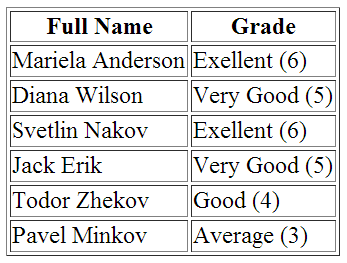 Full Name Grade
Mariela Anderson Exellent (6)
Diana Wilson Very Good (5)
Svetlin Nakov Exellent (6)
Jack Erik Very Good (5)
Todor Zhekov Good (4)
Pavel Minkov Average (3)